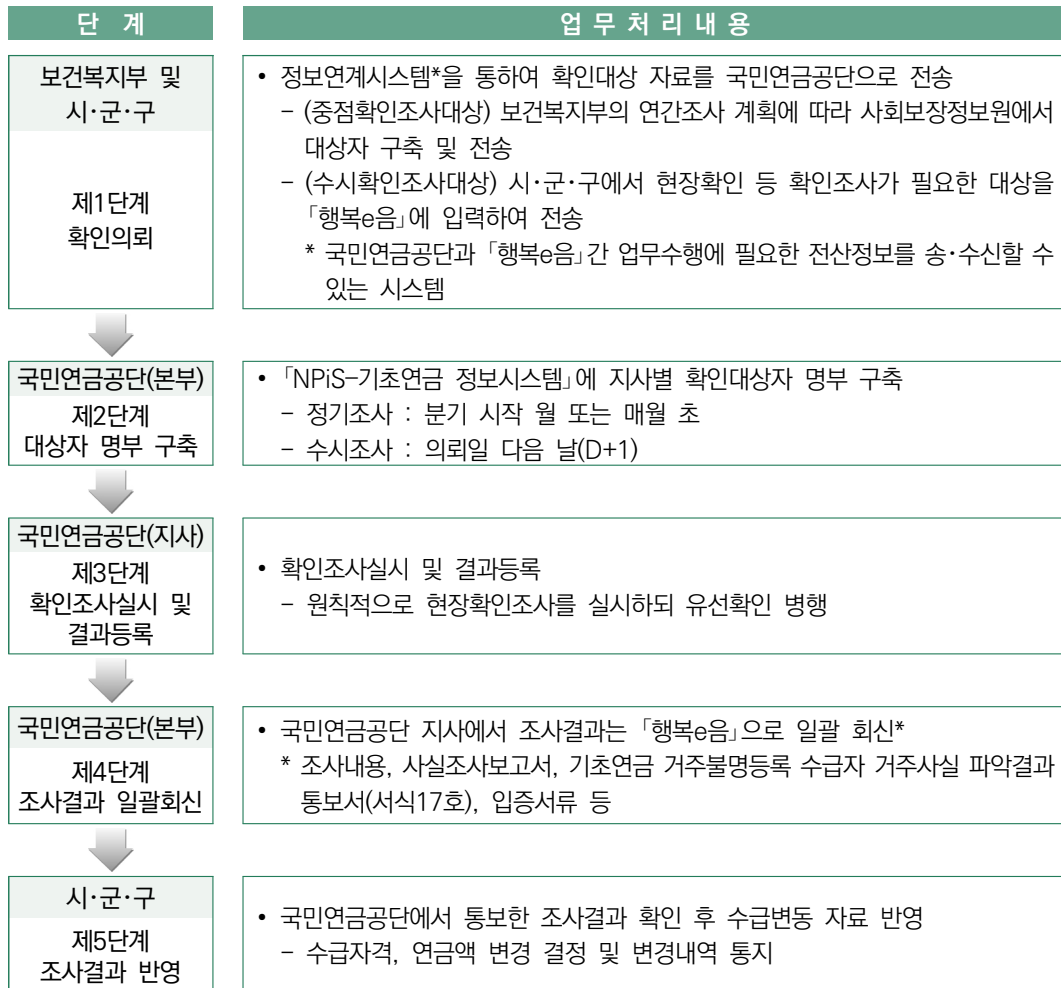 단 계
업 무 처 리 내 용
보건복지부 및
시·군·구
제1단계
확인의뢰
• 정보연계시스템*을 통하여 확인대상 자료를 국민연금공단으로 전송
- (중점확인조사대상) 보건복지부의 연간조사 계획에 따라 사회보장정보원에서
대상자 구축 및 전송
- (수시확인조사대상) 시·군·구에서 현장확인 등 확인조사가 필요한 대상을
「행복e음」에 입력하여 전송
* 국민연금공단과 「행복e음」간 업무수행에 필요한 전산정보를 송·수신할 수
있는 시스템
국민연금공단(본부)
제2단계
대상자 명부 구축
• 「NPiS-기초연금 정보시스템」에 지사별 확인대상자 명부 구축
- 정기조사 : 분기 시작 월 또는 매월 초
- 수시조사 : 의뢰일 다음 날(D+1)
국민연금공단(지사)
제3단계
확인조사실시 및
결과등록
• 확인조사실시 및 결과등록
- 원칙적으로 현장확인조사를 실시하되 유선확인 병행
국민연금공단(본부)
제4단계
조사결과 일괄회신
• 국민연금공단 지사에서 조사결과는 「행복e음」으로 일괄 회신*
* 조사내용, 사실조사보고서, 기초연금 거주불명등록 수급자 거주사실 파악결과
통보서(서식17호), 입증서류 등
시·군·구
제5단계
조사결과 반영
• 국민연금공단에서 통보한 조사결과 확인 후 수급변동 자료 반영
- 수급자격, 연금액 변경 결정 및 변경내역 통지